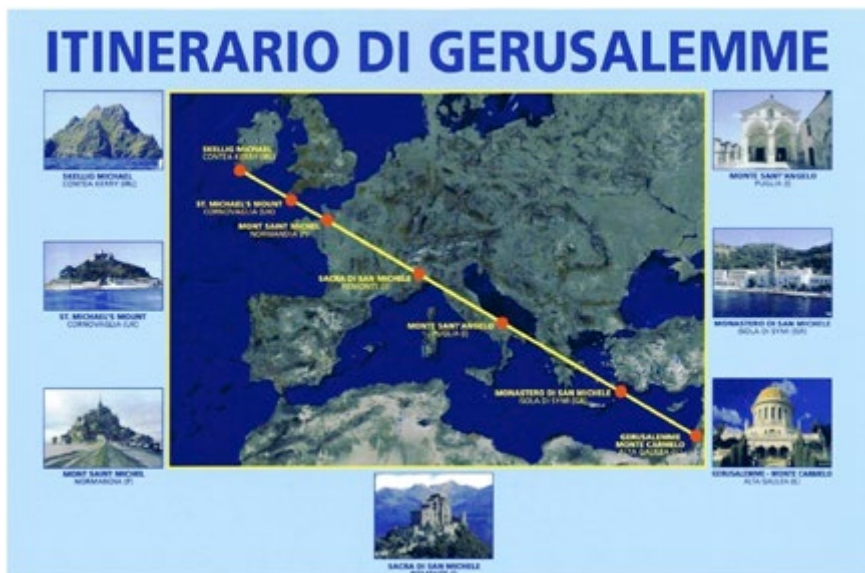 ITINERARIO DI GERUSALEMME
SKELLIG MICHAEL
CONTEA KERRY (IRL)
ST. MICHAEL'S MOUNT
CORNOVAGLIA (UK)
MONT SAINT MICHEL
NORMANDIA (F)
SKELLIG MICHAEL
CONTEA KERRY (IRL)
ST. MICHAEL'S MOUNT
CORNOVAGLIA (UK)
MONT SAINT MICHEL
NORMANDIA (F)
SACRA DI SAN MICHELE
PIEMONTE (I)
MONTE SANT'ANGELO
PUGLIA (I)
MONASTERO DI SAN MICHELE
ISOLA DI SYMI (GR)
GERUSALEMME
MONTE CARMELO
ALTA GALILEA (IL)
MONTE SANT'ANGELO
PUGLIA (I)
MONASTERO DI SAN MICHELE
ISOLA DI SYMI (GR)
GERUSALEMME - MONTE CARMELO
ALTA GALILEA (IL)
SACRA DI SAN MICHELE